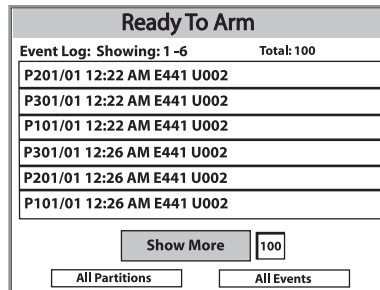 Ready To Arm
Event Log: Showing: 1 -6 Total: 100
P201/01 12:22 AM E441 U002
P301/01 12:22 AM E441 U002
P101/01 12:22 AM E441 U002
P301/01 12:26 AM E441 U002
P201/01 12:26 AM E441 U002
P101/01 12:26 AM E441 U002
Show More 100
All Partitions All Events